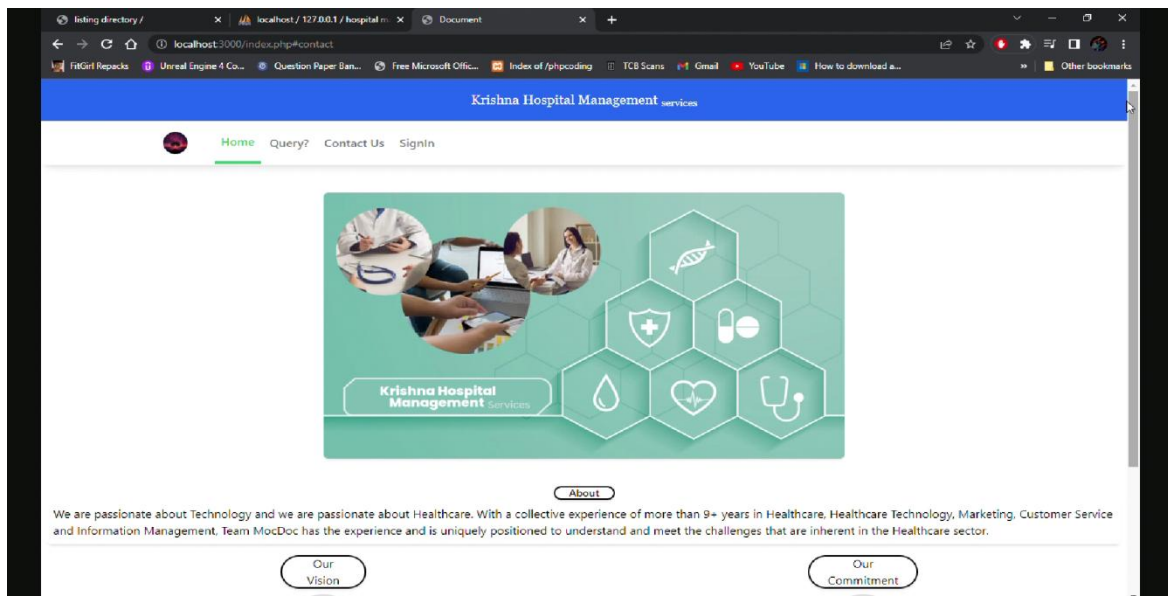 listing directory /
localhost / 127.0.0.1 / hospital m
Document
localhost:3000/index.php#contact
FitGirl Repacks
Unreal Engine 4 Co...
Question Paper Ban...
Free Microsoft Offic...
Index of /phpcoding
TCB Scans
Gmail
YouTube
How to download a...
»
Other bookmarks
Krishna Hospital Management services
Home Query? Contact Us SignIn
Krishna Hospital
Management Services
About
We are passionate about Technology and we are passionate about Healthcare. With a collective experience of more than 9+ years in Healthcare, Healthcare Technology, Marketing, Customer Service
and Information Management, Team MocDoc has the experience and is uniquely positioned to understand and meet the challenges that are inherent in the Healthcare sector.
Our
Vision
Our
Commitment